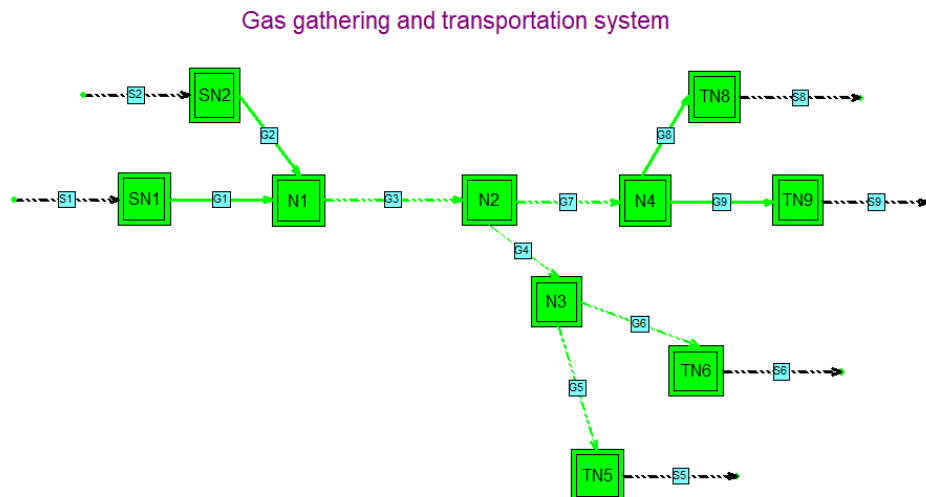 Gas gathering and transportation system
S2
SN2
TN8
S8
G2
G8
S1
SN1
G1
N1
G3
N2
G7
N4
G9
TN9
S9
G4
N3
G6
TN6
S6
G5
TN5
S5